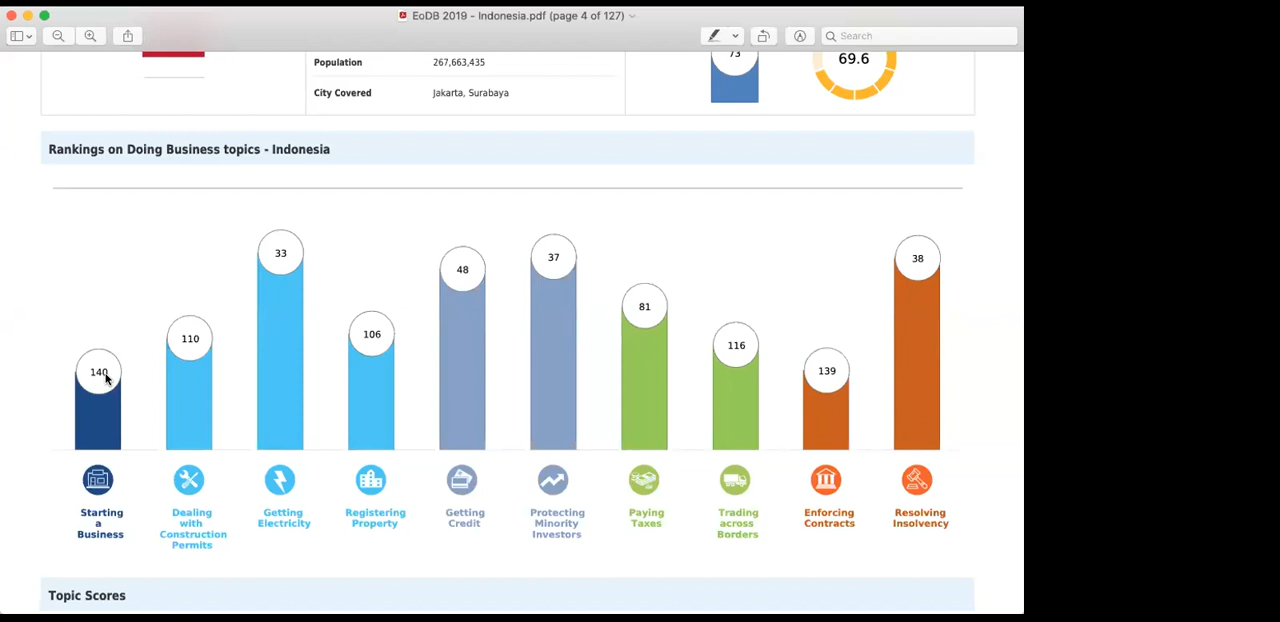 EoDB 2019 - Indonesia.pdf (page 4 of 127)
Search
Population 267,663,435
City Covered Jakarta, Surabaya
73
69.6
Rankings on Doing Business topics - Indonesia
140
110
33
106
48
37
81
116
139
38
Starting
a
Business
Dealing
with
Construction
Permits
Getting
Electricity
Registering
Property
Getting
Credit
Protecting
Minority
Investors
Paying
Taxes
Trading
across
Borders
Enforcing
Contracts
Resolving
Insolvency
Topic Scores